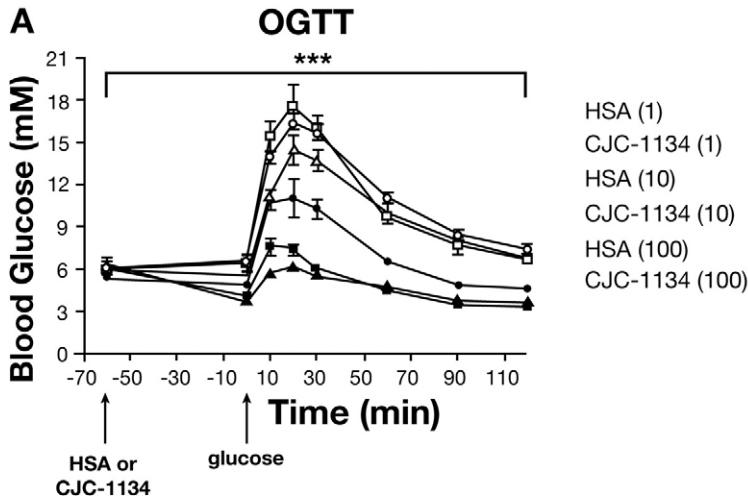 A
OGTT
***
Blood Glucose (mM)
21
18
15
12
9
6
3
0
-70 -50 -30 -10 10 30 50 70 90 110
Time (min)
HSA or
CJC-1134
glucose
HSA (1)
CJC-1134 (1)
HSA (10)
CJC-1134 (10)
HSA (100)
CJC-1134 (100)